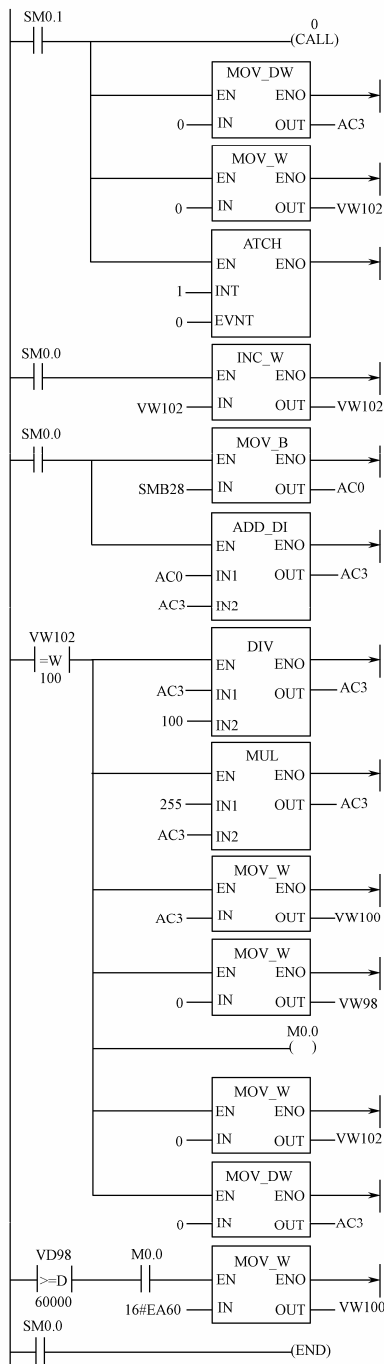 SM0.1
0
(CALL)
MOV_DW
EN ENO
0 IN OUT AC3
MOV_W
EN ENO
0 IN OUT VW102
ATCH
EN ENO
1 INT
0 EVNT
SM0.0
INC_W
EN ENO
VW102 IN OUT VW102
SM0.0
MOV_B
EN ENO
SMB28 IN OUT AC0
ADD_DI
EN ENO
AC0 IN1 OUT AC3
AC3 IN2
VW102
=W
100
DIV
EN ENO
AC3 IN1 OUT AC3
100 IN2
MUL
EN ENO
255 IN1 OUT AC3
AC3 IN2
MOV_W
EN ENO
AC3 IN OUT VW100
MOV_W
EN ENO
0 IN OUT VW98
M0.0
( )
MOV_W
EN ENO
0 IN OUT VW102
MOV_DW
EN ENO
0 IN OUT AC3
VD98
>=D
60000
M0.0
MOV_W
EN ENO
16#EA60 IN OUT VW100
SM0.0
(END)